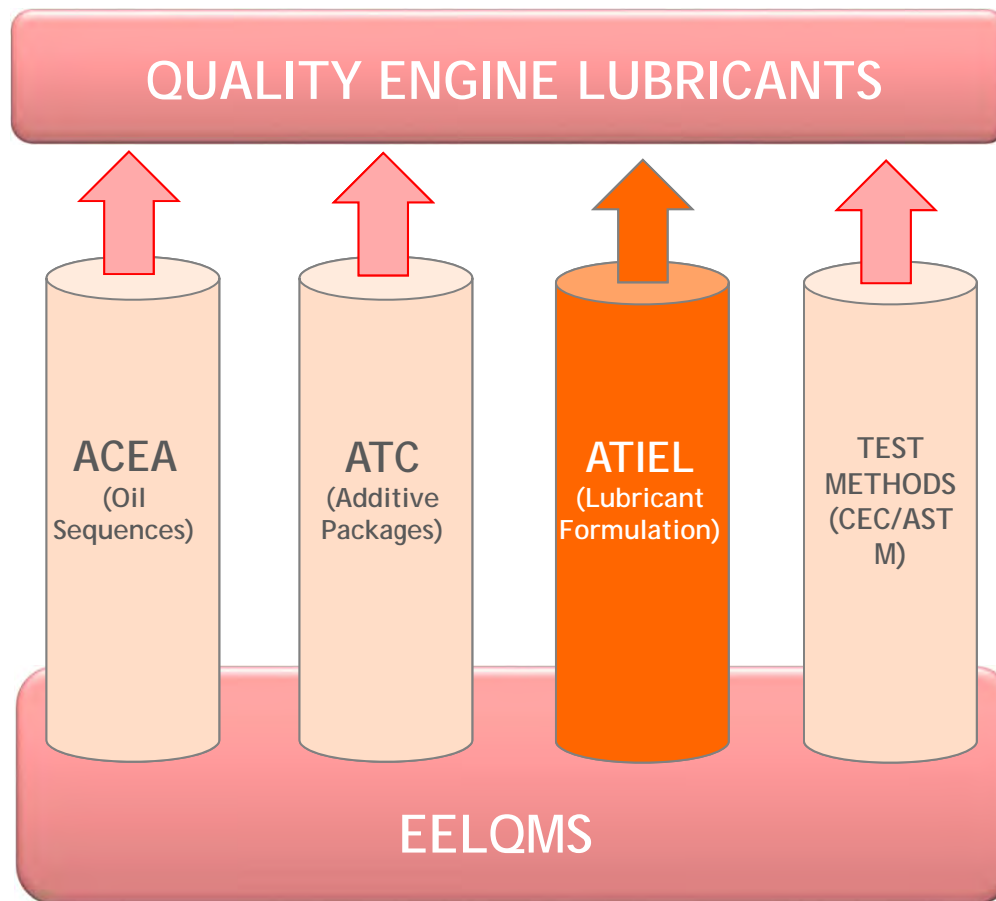 QUALITY ENGINE LUBRICANTS
ACEA
(Oil
Sequences)
ATC
(Additive
Packages)
ATIEL
(Lubricant
Formulation)
TEST
METHODS
(CEC/AST
M)
EELQMS